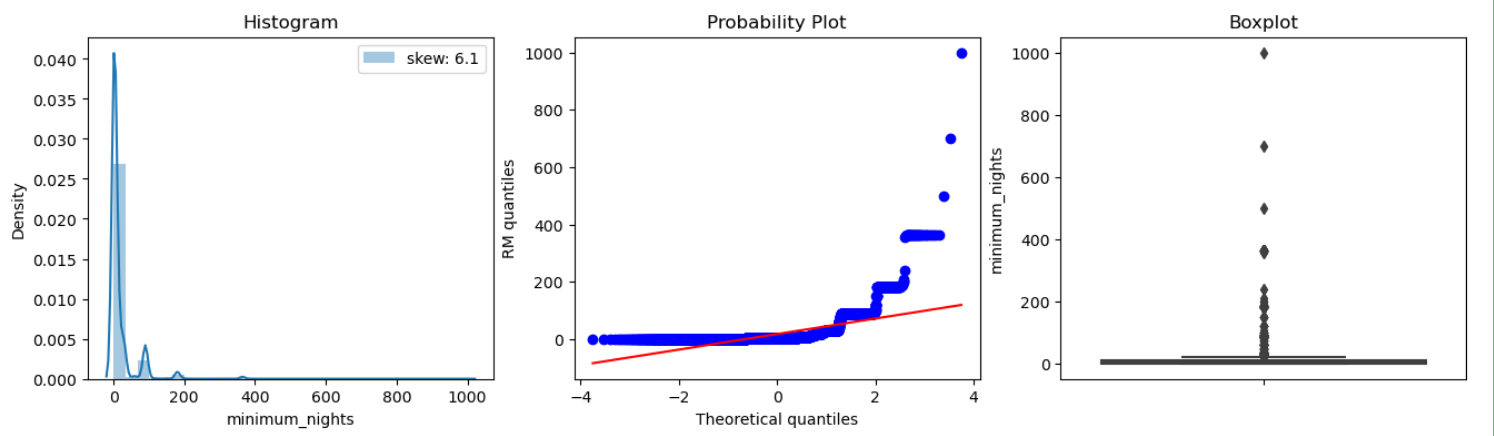 Histogram
skew: 6.1
0.040
0.035
0.030
0.025
0.020
0.015
0.010
0.005
0.000
Density
0 200 400 600 800 1000
minimum_nights
Probability Plot
1000
800
600
400
200
0
RM quantiles
−4 −2 0 2 4
Theoretical quantiles
Boxplot
1000
800
600
400
200
0
minimum_nights